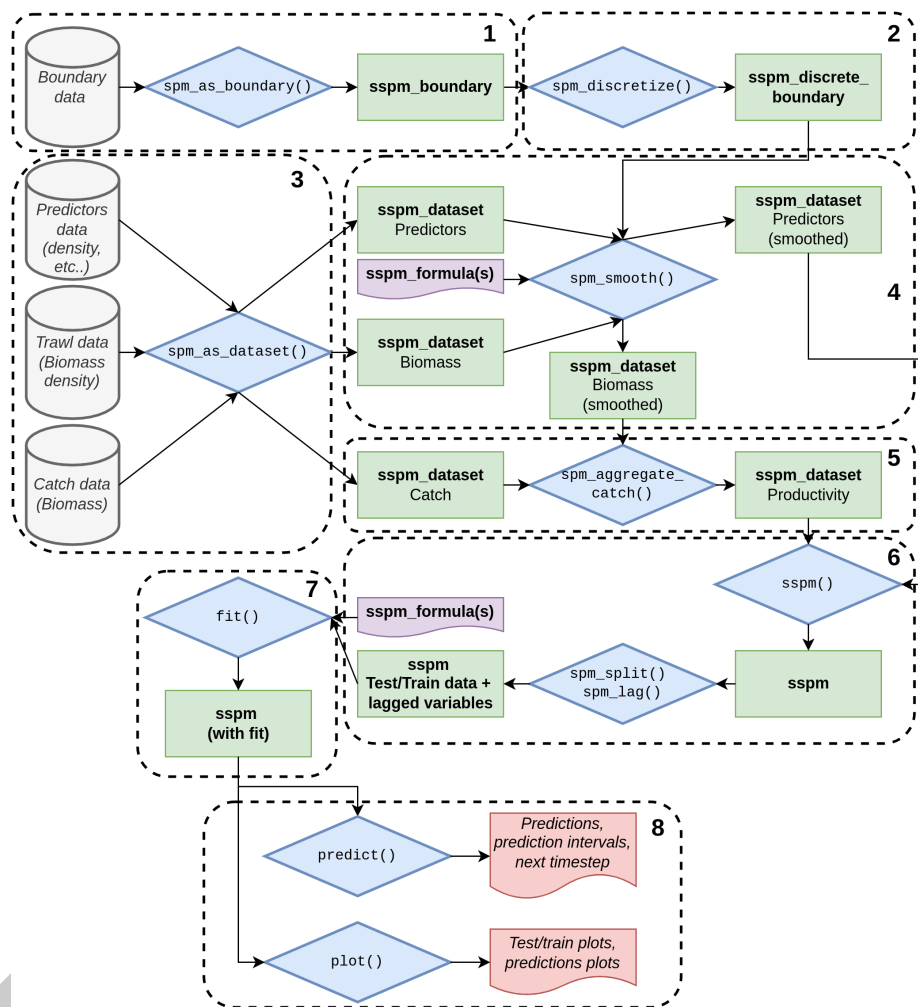 1
Boundary
data
spm_as_boundary()
sspm_boundary
2
spm_discretize()
sspm_discrete_
boundary
3
Predictors
data
(density,
etc..)
Trawl data
(Biomass
density)
Catch data
(Biomass)
spm_as_dataset()
4
sspm_dataset
Predictors
sspm_formula(s)
sspm_dataset
Biomass
spm_smooth()
sspm_dataset
Predictors
(smoothed)
sspm_dataset
Biomass
(smoothed)
5
sspm_dataset
Catch
spm_aggregate_
catch()
sspm_dataset
Productivity
6
sspm()
sspm
spm_split()
spm_lag()
sspm_formula(s)
sspm
Test/Train data +
lagged variables
7
fit()
sspm
(with fit)
8
predict()
Predictions,
prediction intervals,
next timestep
plot()
Test/train plots,
predictions plots